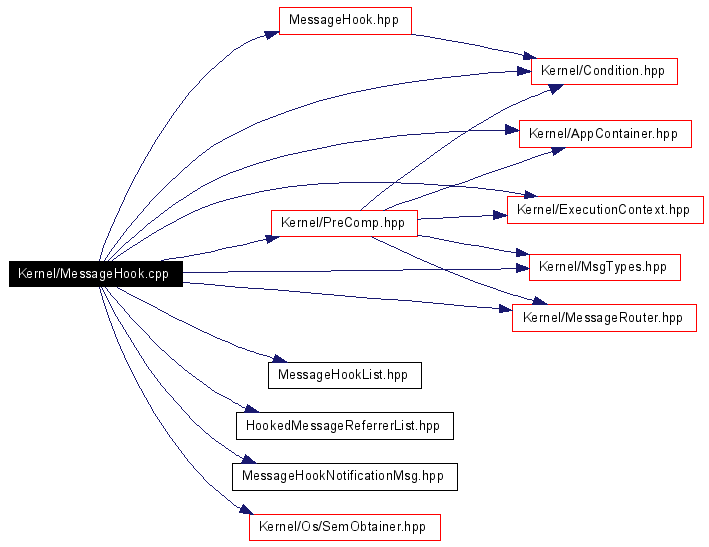 MessageHook.hpp
Kernel/Condition.hpp
Kernel/AppContainer.hpp
Kernel/ExecutionContext.hpp
Kernel/PreComp.hpp
Kernel/MsgTypes.hpp
Kernel/MessageHook.cpp
Kernel/MessageRouter.hpp
MessageHookList.hpp
HookedMessageReferrerList.hpp
MessageHookNotificationMsg.hpp
Kernel/Os/SemObtainer.hpp